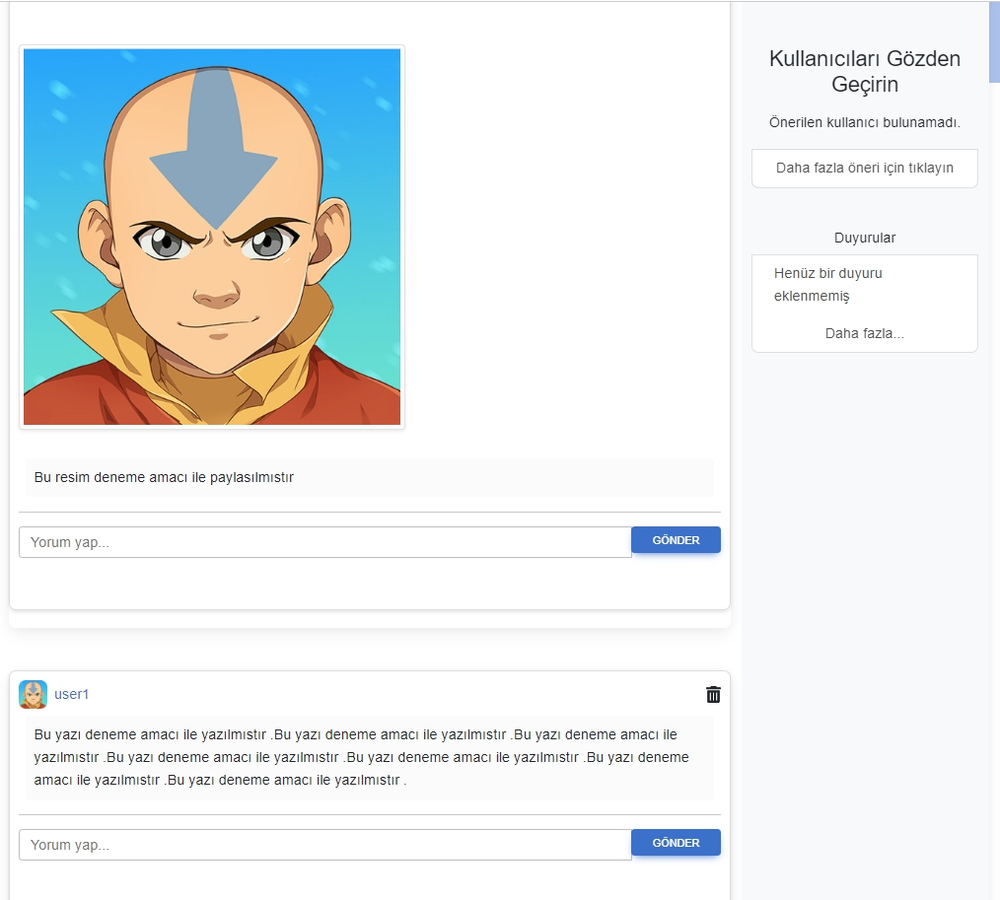 Kullanıcıları Gözden
Geçirin
Önerilen kullanıcı bulunamadı.
Daha fazla öneri için tıklayın
Duyurular
Henüz bir duyuru
eklenmemiş
Daha fazla...
Bu resim deneme amacı ile paylasılmıstır
Yorum yap...
GÖNDER
user1
Bu yazı deneme amacı ile yazılmıstır .Bu yazı deneme amacı ile yazılmıstır .Bu yazı deneme amacı ile
yazılmıstır .Bu yazı deneme amacı ile yazılmıstır .Bu yazı deneme amacı ile yazılmıstır .Bu yazı deneme
amacı ile yazılmıstır .Bu yazı deneme amacı ile yazılmıstır .
Yorum yap...
GÖNDER